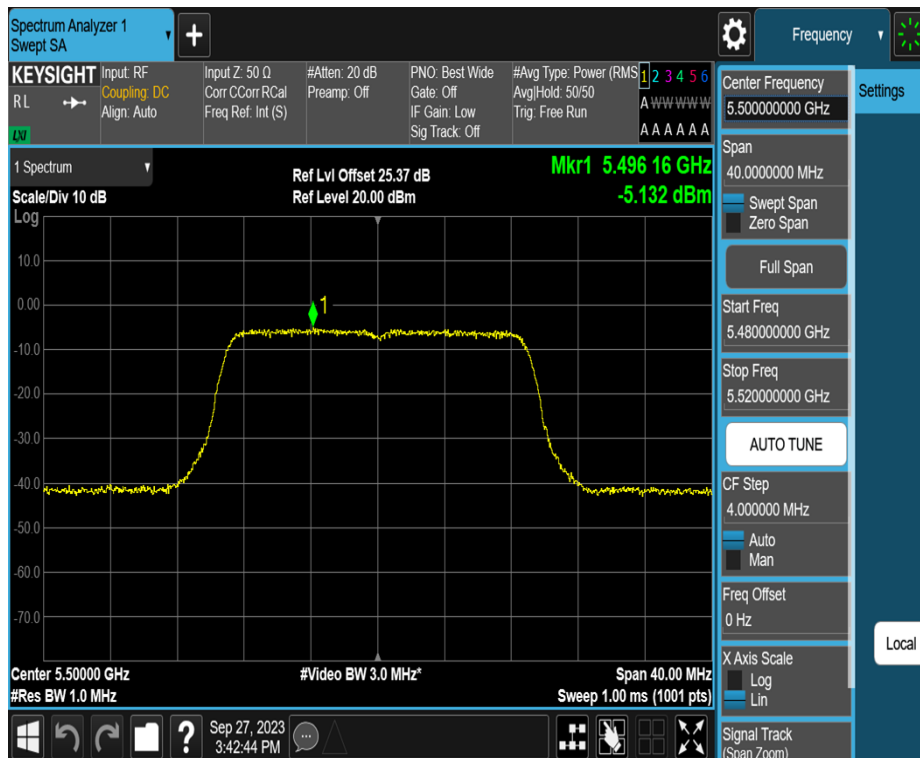 Spectrum Analyzer 1
Swept SA
+
Frequency
KEYSIGHT
RL
LXI
Input: RF
Coupling: DC
Align: Auto
Input Z: 50 Ω
Corr CCorr RCal
Freq Ref: Int (S)
#Atten: 20 dB
Preamp: Off
PNO: Best Wide
Gate: Off
IF Gain: Low
Sig Track: Off
#Avg Type: Power (RMS
Avg|Hold: 50/50
Trig: Free Run
1 2 3 4 5 6
A W W W W W
A A A A A A
1 Spectrum
Scale/Div 10 dB
Log
Ref Lvl Offset 25.37 dB
Ref Level 20.00 dBm
Mkr1 5.496 16 GHz
-5.132 dBm
10.0
0.00
-10.0
-20.0
-30.0
-40.0
-50.0
-60.0
-70.0
1
Center 5.50000 GHz
#Res BW 1.0 MHz
#Video BW 3.0 MHz*
Span 40.00 MHz
Sweep 1.00 ms (1001 pts)
Center Frequency
5.500000000 GHz
Span
40.0000000 MHz
Swept Span
Zero Span
Full Span
Start Freq
5.480000000 GHz
Stop Freq
5.520000000 GHz
AUTO TUNE
CF Step
4.000000 MHz
Auto
Man
Freq Offset
0 Hz
X Axis Scale
Log
Lin
Signal Track
(Span Zoom)
Settings
Local
?
Sep 27, 2023
3:42:44 PM